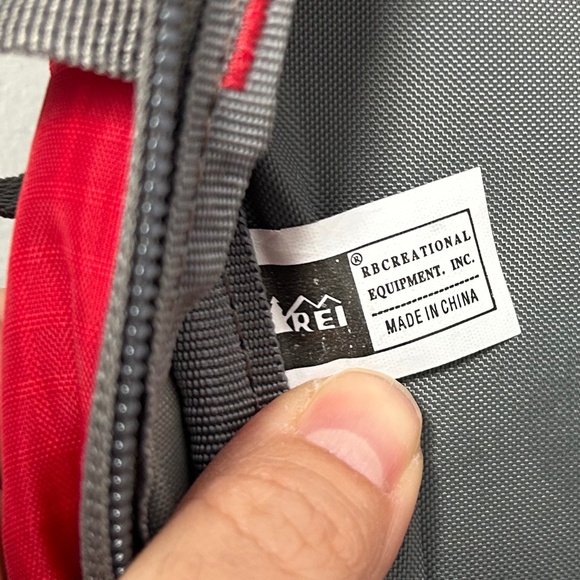 REI ®
RBCREATIONAL
EQUIPMENT, INC.
MADE IN CHINA